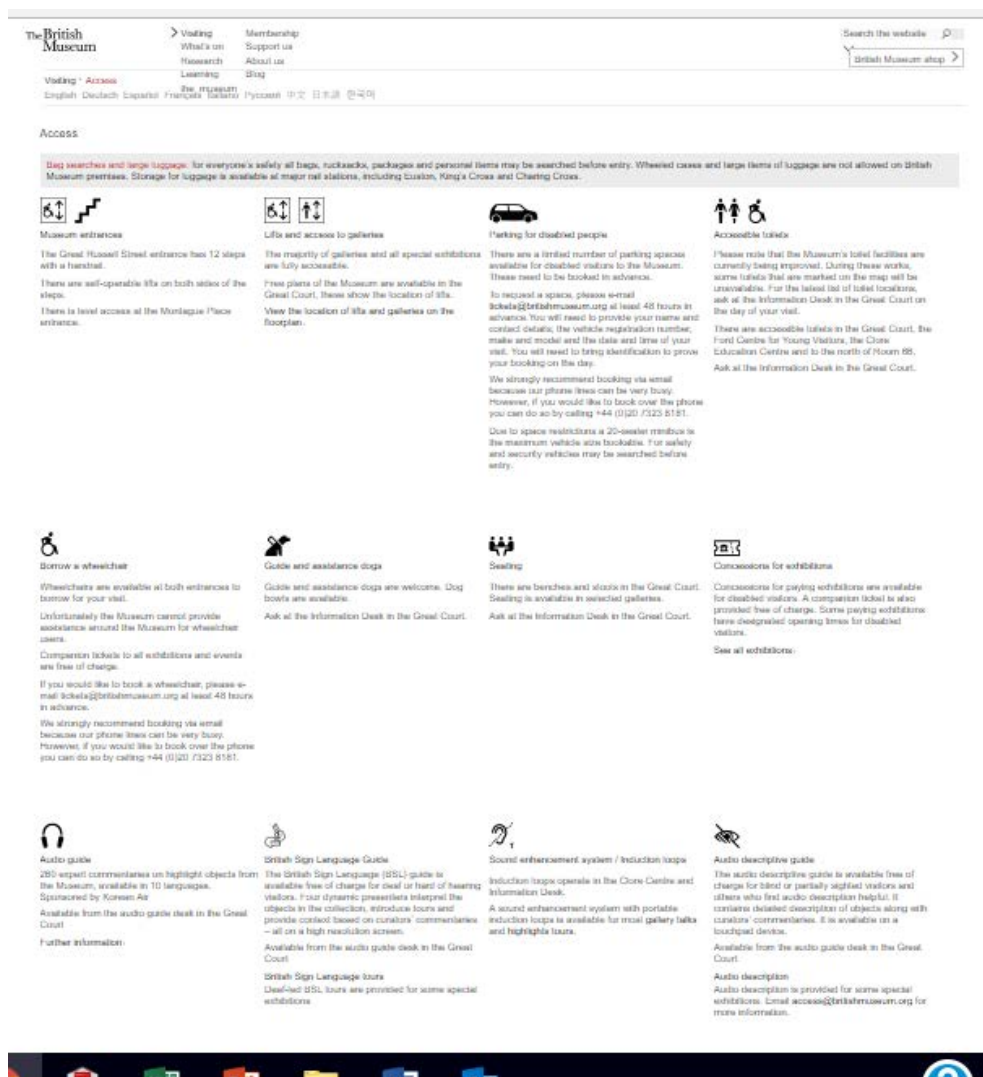 The British
Museum
Visiting
What's on
Research
Learning
the museum
Membership
Support us
About us
Blog
Search the website
British Museum shop
Visiting Access
English Deutsch Español Français Italiano Русский 中文 日本語 한국어
Access
Bag searches and large luggage: for everyone's safety all bags, rucksacks, packages and personal items may be searched before entry. Wheeled cases and large items of luggage are not allowed on British
Museum premises. Storage for luggage is available at major rail stations, including Euston, King's Cross and Charing Cross.
Museum entrances
The Great Russell Street entrance has 12 steps
with a handrail.
There are self-operable lifts on both sides of the
steps.
There is level access at the Montague Place
entrance.
Lifts and access to galleries
The majority of galleries and all special exhibitions
are fully accessible.
Free plans of the Museum are available in the
Great Court, these show the location of lifts.
View the location of lifts and galleries on the
floorplan.
Parking for disabled people
There are a limited number of parking spaces
available for disabled visitors to the Museum.
These need to be booked in advance.
To request a space, please e-mail
tickets@britishmuseum.org at least 48 hours in
advance.You will need to provide your name and
contact details, the vehicle registration number,
make and model and the date and time of your
visit. You will need to bring identification to prove
your booking on the day.
We strongly recommend booking via email
because our phone lines can be very busy.
However, if you would like to book over the phone
you can do so by calling +44 (0)20 7323 8181.
Due to space restrictions a 20-seater minibus is
the maximum vehicle size bookable. For safety
and security vehicles may be searched before
entry.
Accessible toilets
Please note that the Museum's toilet facilities are
currently being improved. During these works,
some toilets that are marked on the map will be
unavailable. For the latest list of toilet locations,
ask at the Information Desk in the Great Court on
the day of your visit.
There are accessible toilets in the Great Court, the
Ford Centre for Young Visitors, the Clore
Education Centre and to the north of Room 66.
Ask at the Information Desk in the Great Court.
Borrow a wheelchair
Wheelchairs are available at both entrances to
borrow for your visit.
Unfortunately the Museum cannot provide
assistance around the Museum for wheelchair
users.
Companion tickets to all exhibitions and events
are free of charge.
If you would like to book a wheelchair, please e-
mail tickets@britishmuseum.org at least 48 hours
in advance.
We strongly recommend booking via email
because our phone lines can be very busy.
However, if you would like to book over the phone
you can do so by calling +44 (0)20 7323 8181.
Guide and assistance dogs
Guide and assistance dogs are welcome. Dog
bowls are available.
Ask at the Information Desk in the Great Court.
Seating
There are benches and stools in the Great Court.
Seating is available in selected galleries.
Ask at the Information Desk in the Great Court.
Concessions for exhibitions
Concessions for paying exhibitions are available
for disabled visitors. A companion ticket is also
provided free of charge. Some paying exhibitions
have designated opening times for disabled
visitors.
See all exhibitions
Audio guide
260 expert commentaries on highlight objects from
the Museum, available in 10 languages.
Sponsored by Korean Air
Available from the audio guide desk in the Great
Court
Further information
British Sign Language Guide
The British Sign Language (BSL) guide is
available free of charge for deaf or hard of hearing
visitors. Four dynamic presenters interpret the
objects in the collection, introduce tours and
provide context based on curators' commentaries
– all on a high resolution screen.
Available from the audio guide desk in the Great
Court
British Sign Language tours
Deaf-led BSL tours are provided for some special
exhibitions
Sound enhancement system / Induction loops
Induction loops operate in the Clore Centre and
Information Desk.
A sound enhancement system with portable
induction loops is available for most gallery talks
and highlights tours.
Audio descriptive guide
The audio descriptive guide is available free of
charge for blind or partially sighted visitors and
others who find audio description helpful. It
contains detailed description of objects along with
curators' commentaries. It is available on a
touchpad device.
Available from the audio guide desk in the Great
Court.
Audio description
Audio description is provided for some special
exhibitions. Email access@britishmuseum.org for
more information.